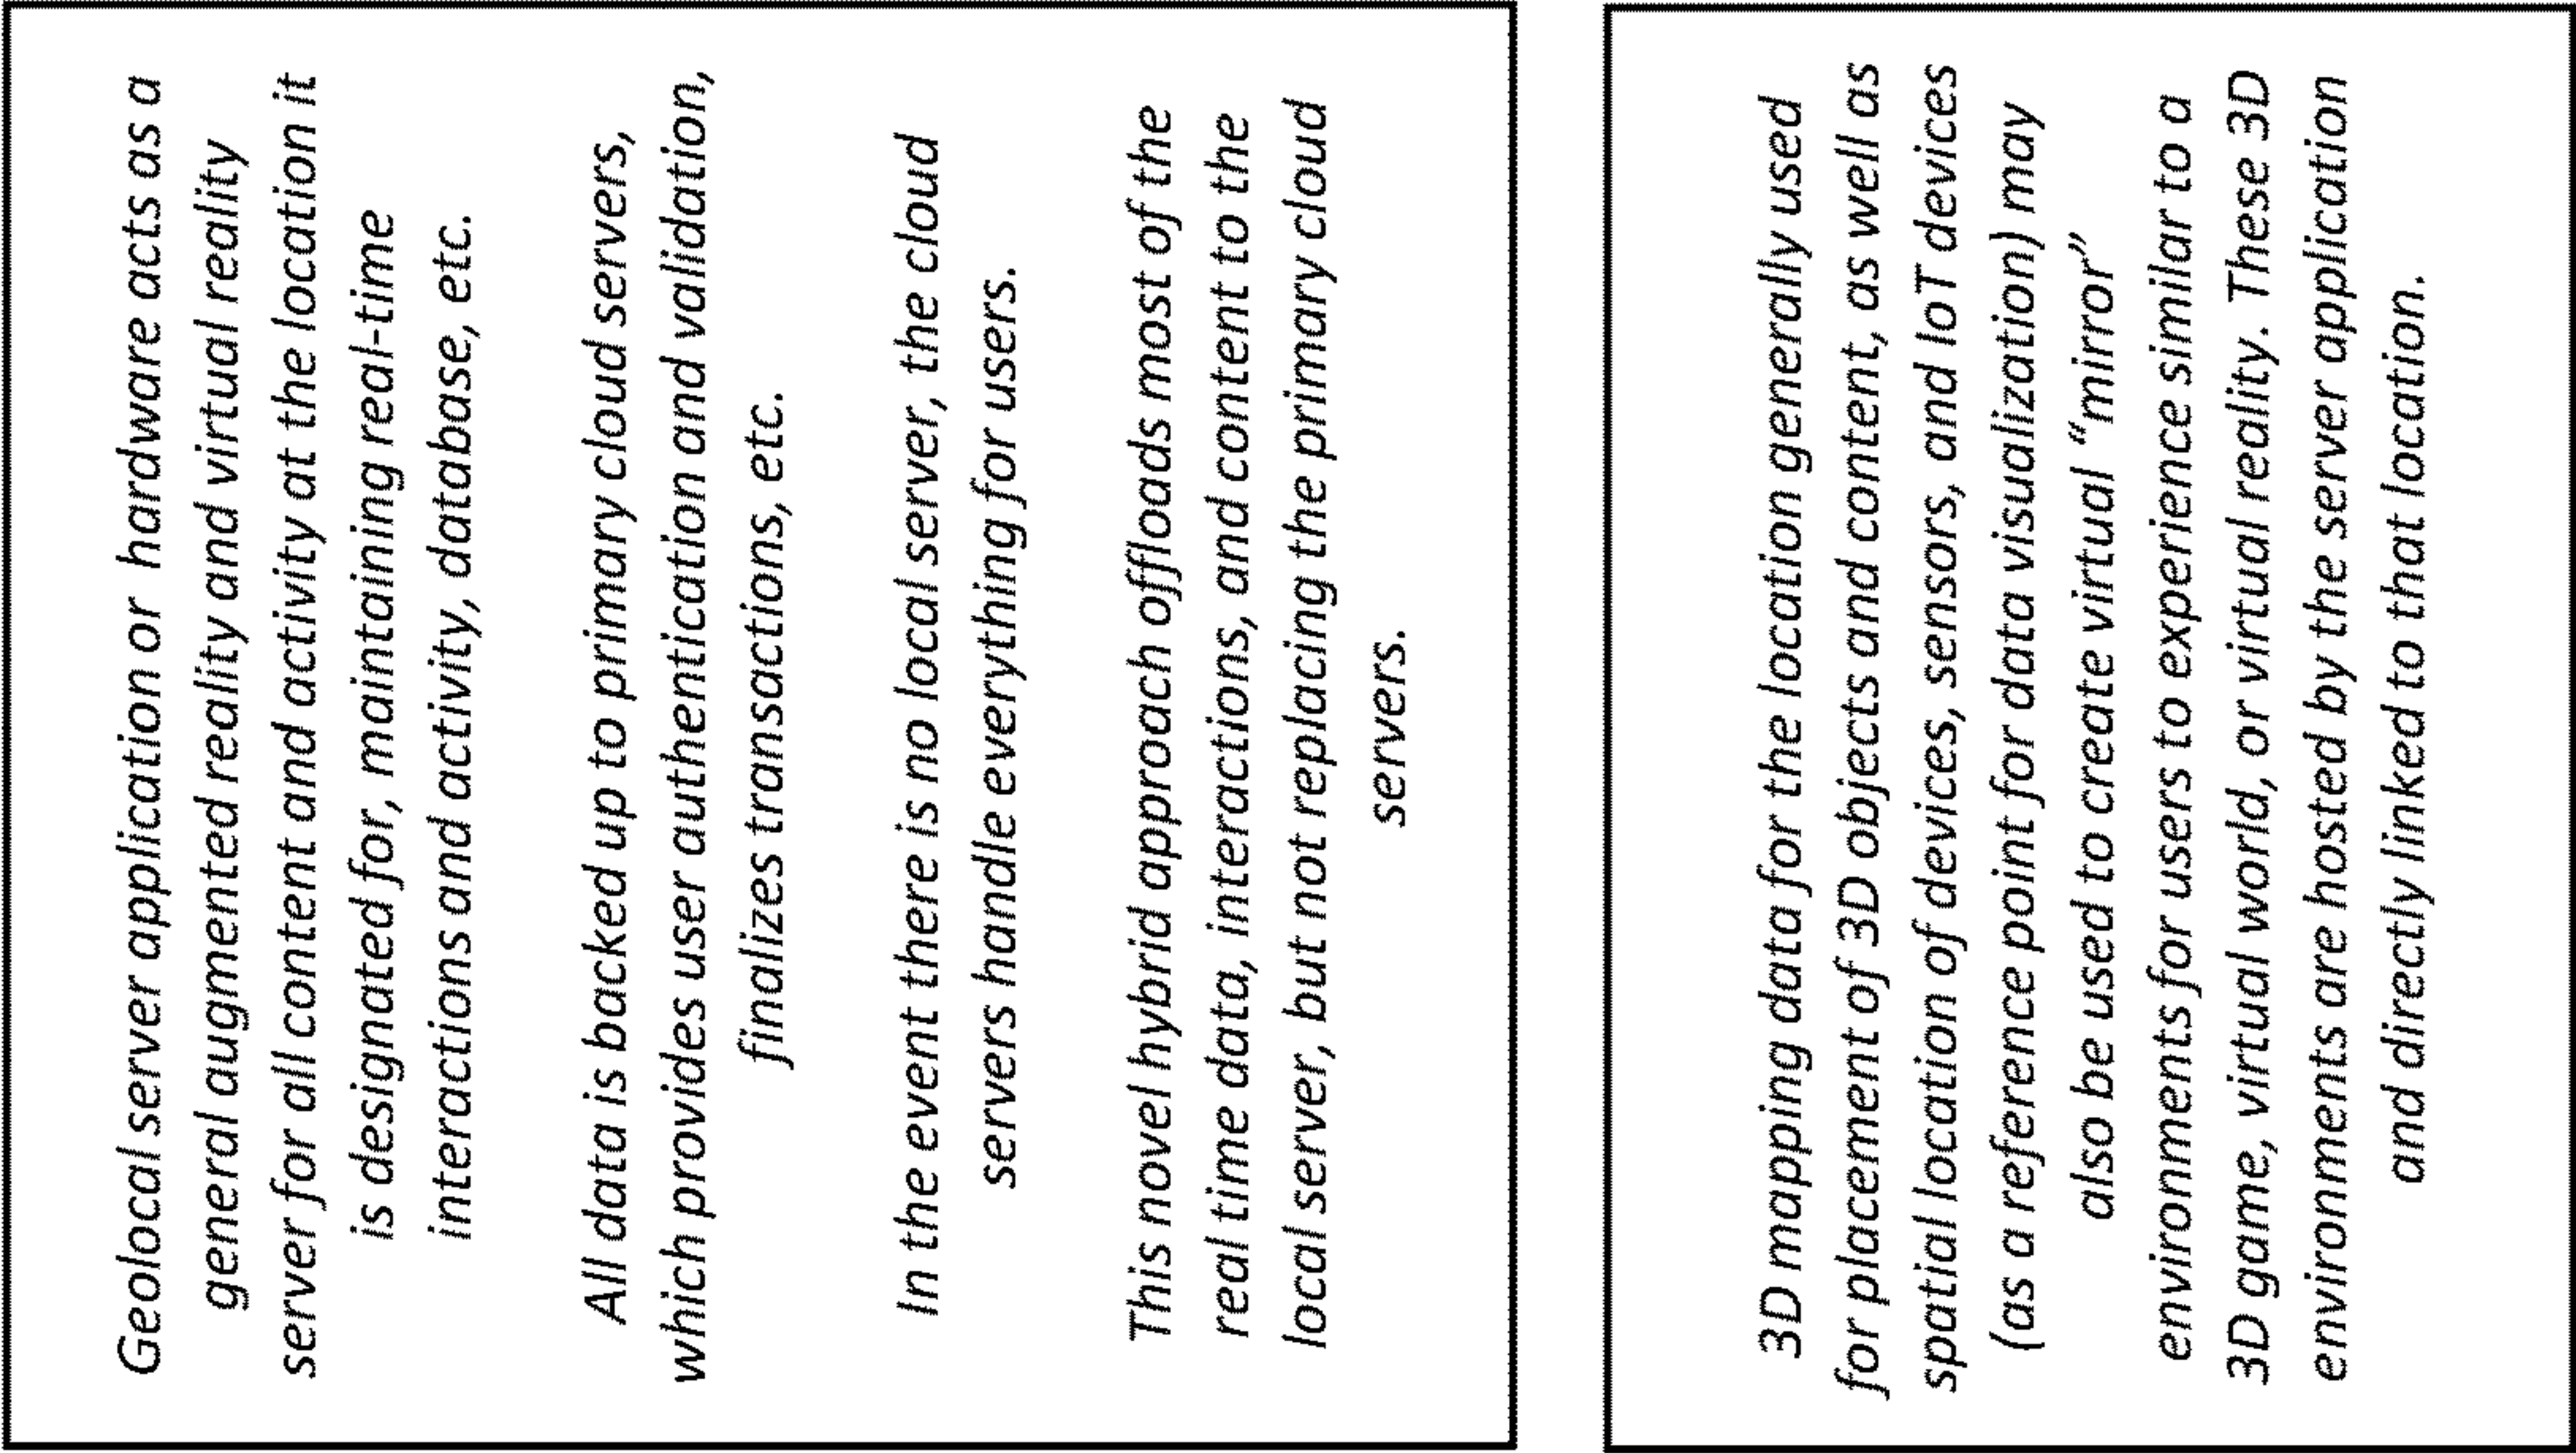 Geolocal server application or hardware acts as a
general augmented reality and virtual reality
server for all content and activity at the location it
is designated for, maintaining real-time
interactions and activity, database, etc.
All data is backed up to primary cloud servers,
which provides user authentication and validation,
finalizes transactions, etc.
In the event there is no local server, the cloud
servers handle everything for users.
This novel hybrid approach offloads most of the
real time data, interactions, and content to the
local server, but not replacing the primary cloud
servers.
3D mapping data for the location generally used
for placement of 3D objects and content, as well as
spatial location of devices, sensors, and IoT devices
(as a reference point for data visualization) may
also be used to create virtual “mirror”
environments for users to experience similar to a
3D game, virtual world, or virtual reality. These 3D
environments are hosted by the server application
and directly linked to that location.